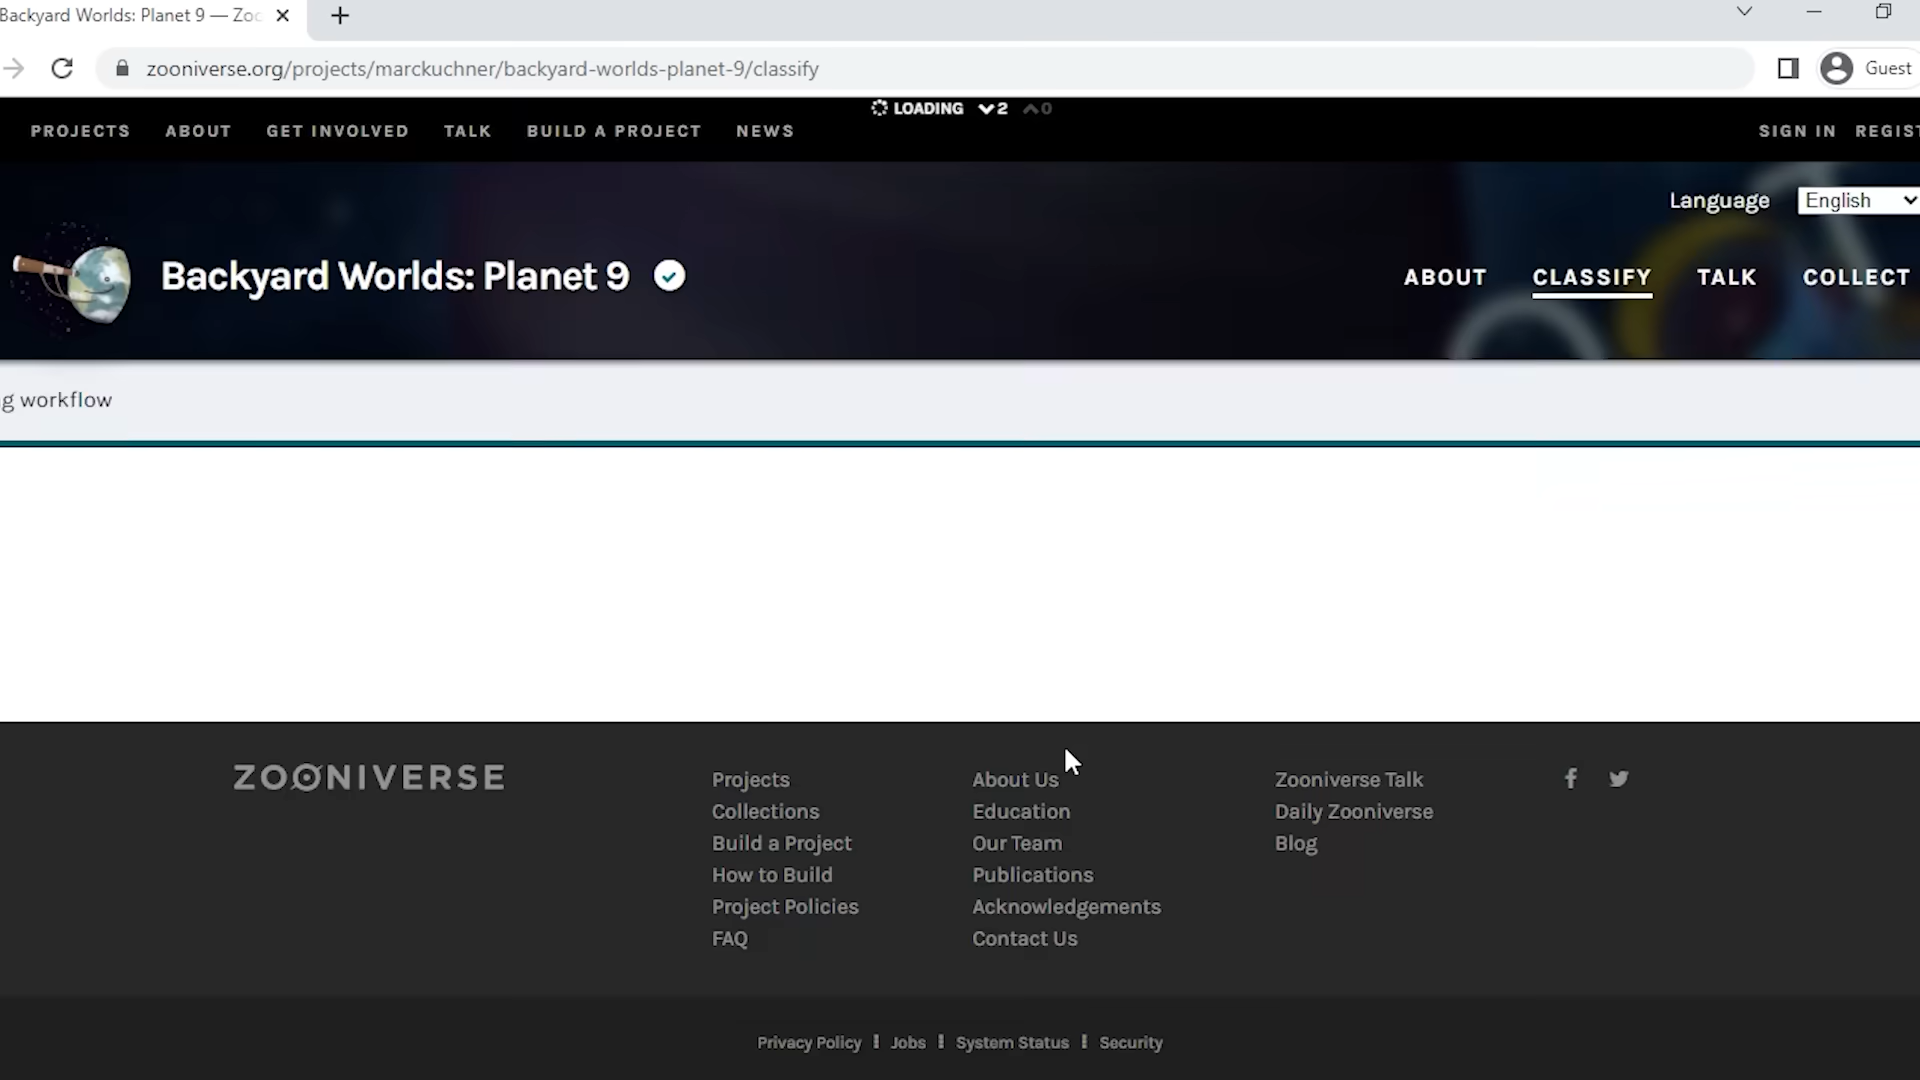 Backyard Worlds: Planet 9 — Zoo
zooniverse.org/projects/marckuchner/backyard-worlds-planet-9/classify
Guest
LOADING 2 0
PROJECTS ABOUT GET INVOLVED TALK BUILD A PROJECT NEWS
SIGN IN REGIST
Language English
Backyard Worlds: Planet 9
ABOUT CLASSIFY TALK COLLECT
g workflow
ZOONIVERSE
Projects
Collections
Build a Project
How to Build
Project Policies
FAQ
About Us
Education
Our Team
Publications
Acknowledgements
Contact Us
Zooniverse Talk
Daily Zooniverse
Blog
Privacy Policy Jobs System Status Security